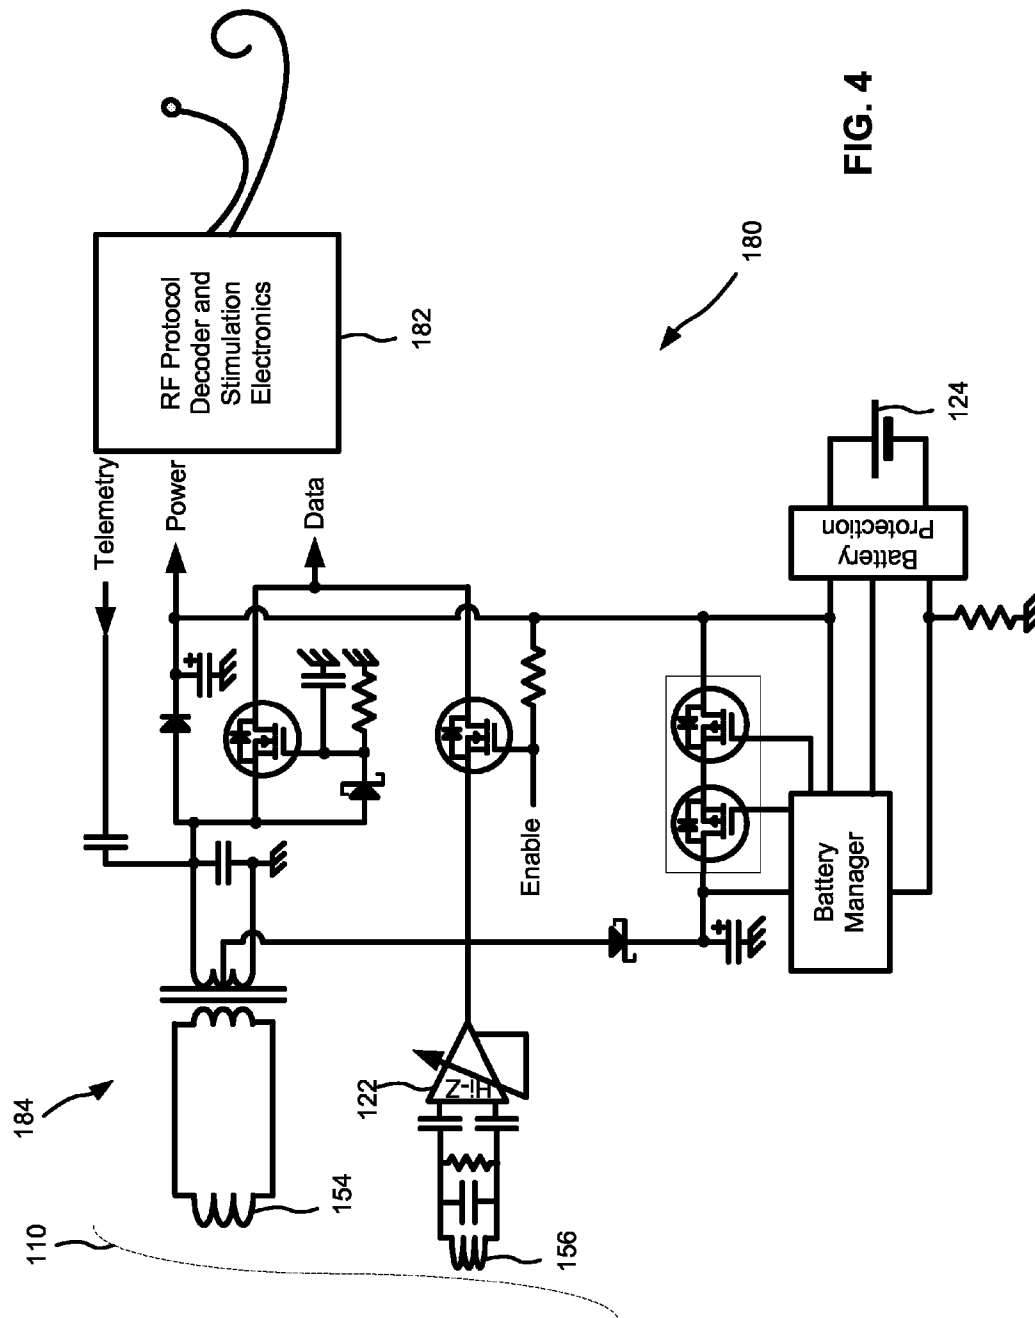 FIG. 4
RF Protocol
Decoder and
Stimulation
Electronics
182
180
Telemetry
Power
Data
124
Battery
Protection
Enable
Battery
Manager
184
122
Hi-Z
154
156
110
+
+